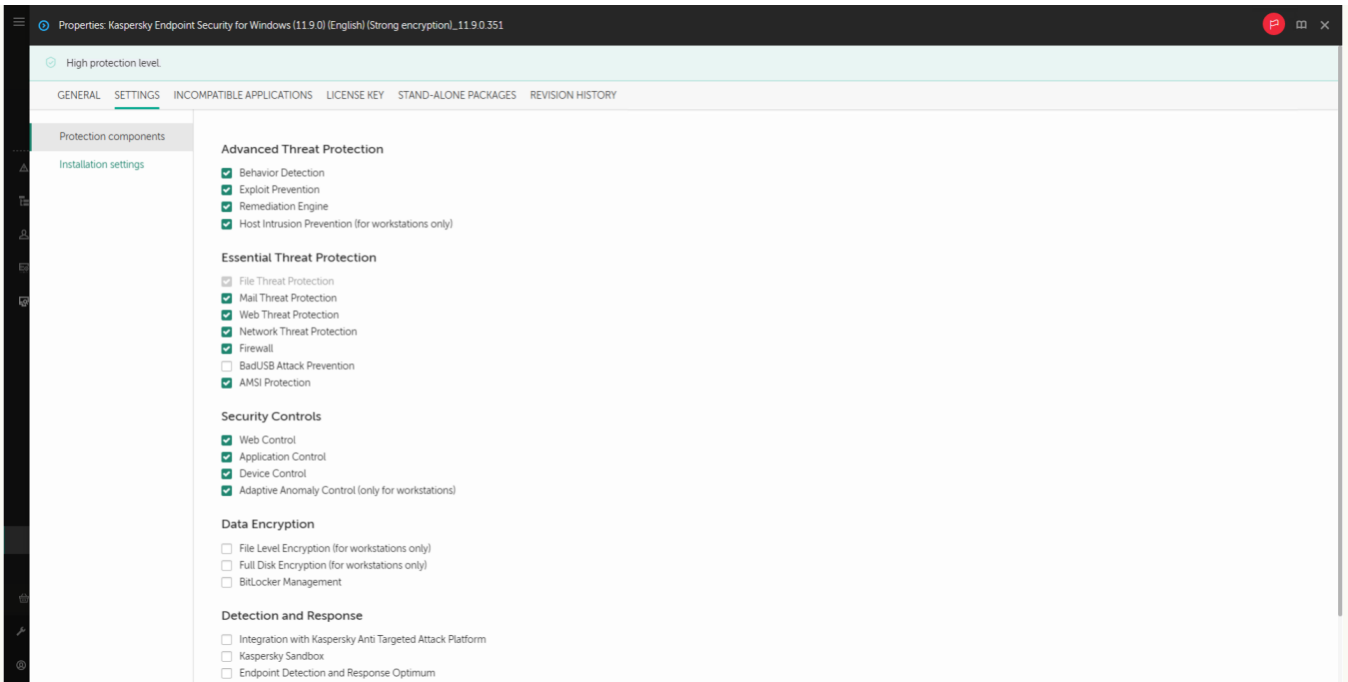 Properties: Kaspersky Endpoint Security for Windows (11.9.0) (English) (Strong encryption)_11.9.0.351
High protection level.
GENERAL SETTINGS INCOMPATIBLE APPLICATIONS LICENSE KEY STAND-ALONE PACKAGES REVISION HISTORY
Protection components
Installation settings
Advanced Threat Protection
Behavior Detection
Exploit Prevention
Remediation Engine
Host Intrusion Prevention (for workstations only)
Essential Threat Protection
File Threat Protection
Mail Threat Protection
Web Threat Protection
Network Threat Protection
Firewall
BadUSB Attack Prevention
AMSI Protection
Security Controls
Web Control
Application Control
Device Control
Adaptive Anomaly Control (only for workstations)
Data Encryption
File Level Encryption (for workstations only)
Full Disk Encryption (for workstations only)
BitLocker Management
Detection and Response
Integration with Kaspersky Anti Targeted Attack Platform
Kaspersky Sandbox
Endpoint Detection and Response Optimum